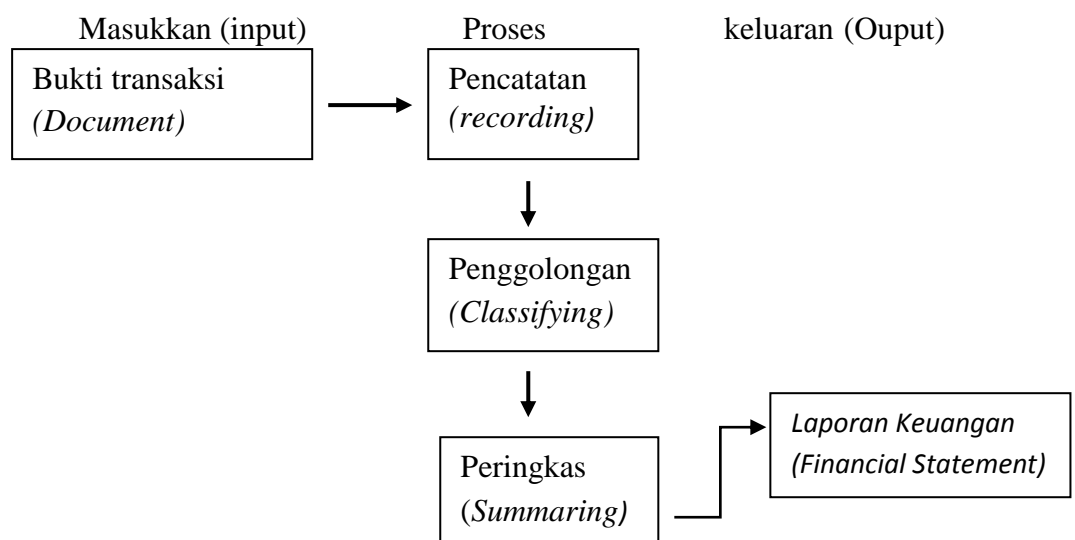 Masukkan (input) Proses keluaran (Ouput)
Bukti transaksi
(Document)
Pencatatan
(recording)
Penggolongan
(Classifying)
Peringkas
(Summaring)
Laporan Keuangan
(Financial Statement)